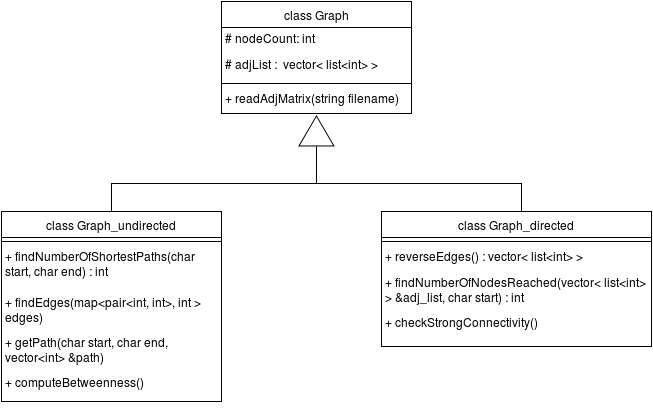 class Graph
# nodeCount: int
# adjList :  vector< list<int> >
+ readAdjMatrix(string filename)
class Graph_undirected
+ findNumberOfShortestPaths(char
start, char end) : int
+ findEdges(map<pair<int, int>, int >
edges)
+ getPath(char start, char end,
vector<int> &path)
+ computeBetweenness()
class Graph_directed
+ reverseEdges() : vector< list<int> >
+ findNumberOfNodesReached(vector< list<int>
> &adj_list, char start) : int
+ checkStrongConnectivity()